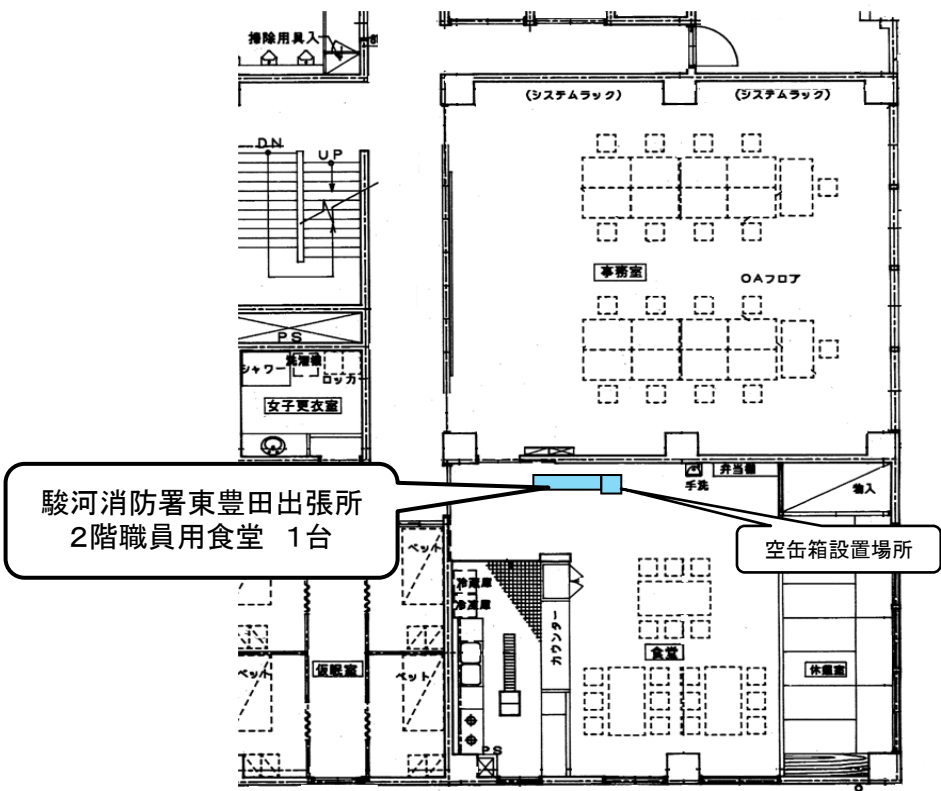 掃除用具入
(システムラック)
(システムラック)
DN
UP
事務室
OAフロア
PS
シャワー
洗濯機
ロッカ
女子更衣室
駿河消防署東豊田出張所
2階職員用食堂 1台
手洗
弁当棚
物入
空缶箱設置場所
ベット
冷蔵庫
冷凍庫
カウンター
食堂
仮眠室
ベット
ベット
休憩室
PS